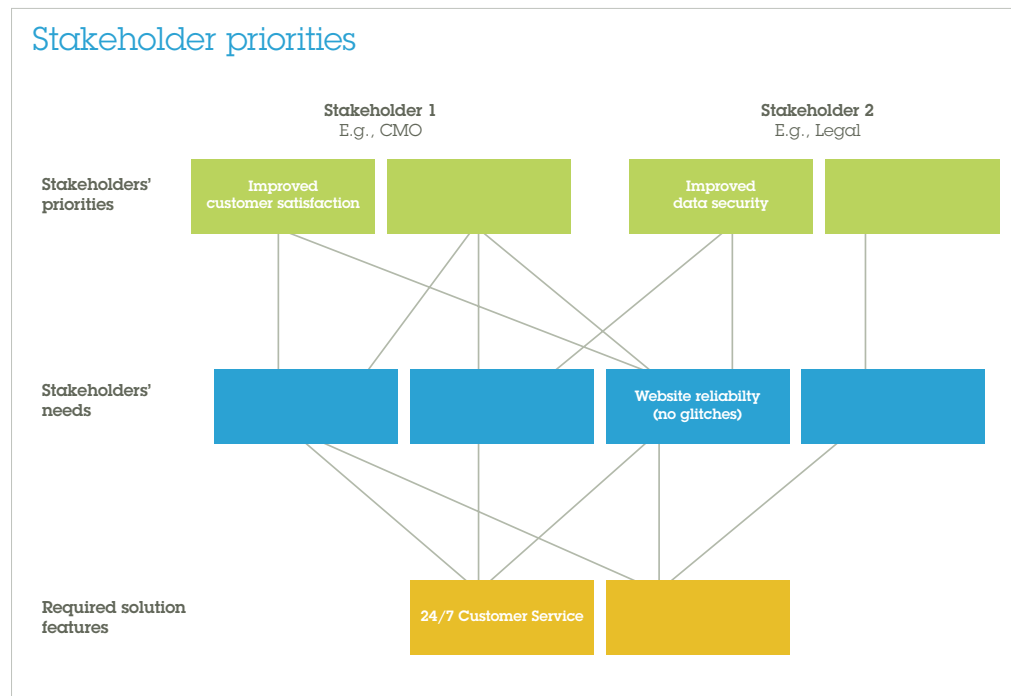 Stakeholder priorities
Stakeholder 1
E.g., CMO
Stakeholder 2
E.g., Legal
Stakeholders'
priorities
Improved
customer satisfaction
Improved
data security
Stakeholders'
needs
Website reliabilty
(no glitches)
Required solution
features
24/7 Customer Service